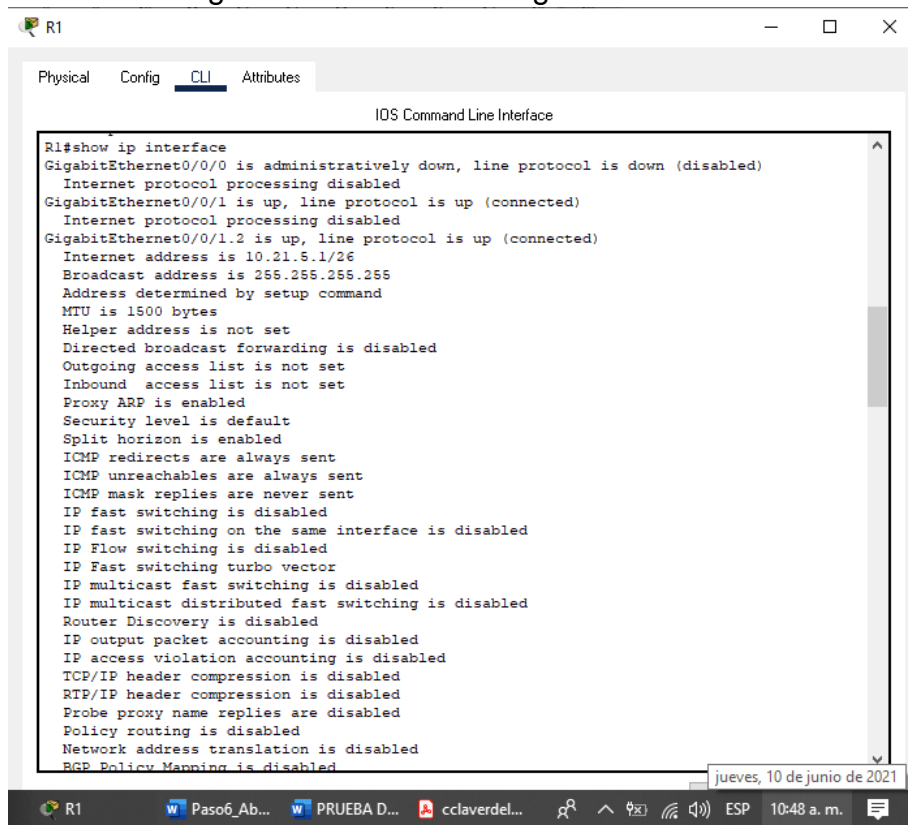 R1
Physical Config CLI Attributes
IOS Command Line Interface
R1#show ip interface
GigabitEthernet0/0/0 is administratively down, line protocol is down (disabled)
Internet protocol processing disabled
GigabitEthernet0/0/1 is up, line protocol is up (connected)
Internet protocol processing disabled
GigabitEthernet0/0/1.2 is up, line protocol is up (connected)
Internet address is 10.21.5.1/26
Broadcast address is 255.255.255.255
Address determined by setup command
MTU is 1500 bytes
Helper address is not set
Directed broadcast forwarding is disabled
Outgoing access list is not set
Inbound  access list is not set
Proxy ARP is enabled
Security level is default
Split horizon is enabled
ICMP redirects are always sent
ICMP unreachables are always sent
ICMP mask replies are never sent
IP fast switching is disabled
IP fast switching on the same interface is disabled
IP Flow switching is disabled
IP Fast switching turbo vector
IP multicast fast switching is disabled
IP multicast distributed fast switching is disabled
Router Discovery is disabled
IP output packet accounting is disabled
IP access violation accounting is disabled
TCP/IP header compression is disabled
RTP/IP header compression is disabled
Probe proxy name replies are disabled
Policy routing is disabled
Network address translation is disabled
BGP Policy Mapping is disabled
jueves, 10 de junio de 2021
R1 Paso6_Ab... PRUEBA D... cclaverdel... ESP 10:48 a. m.